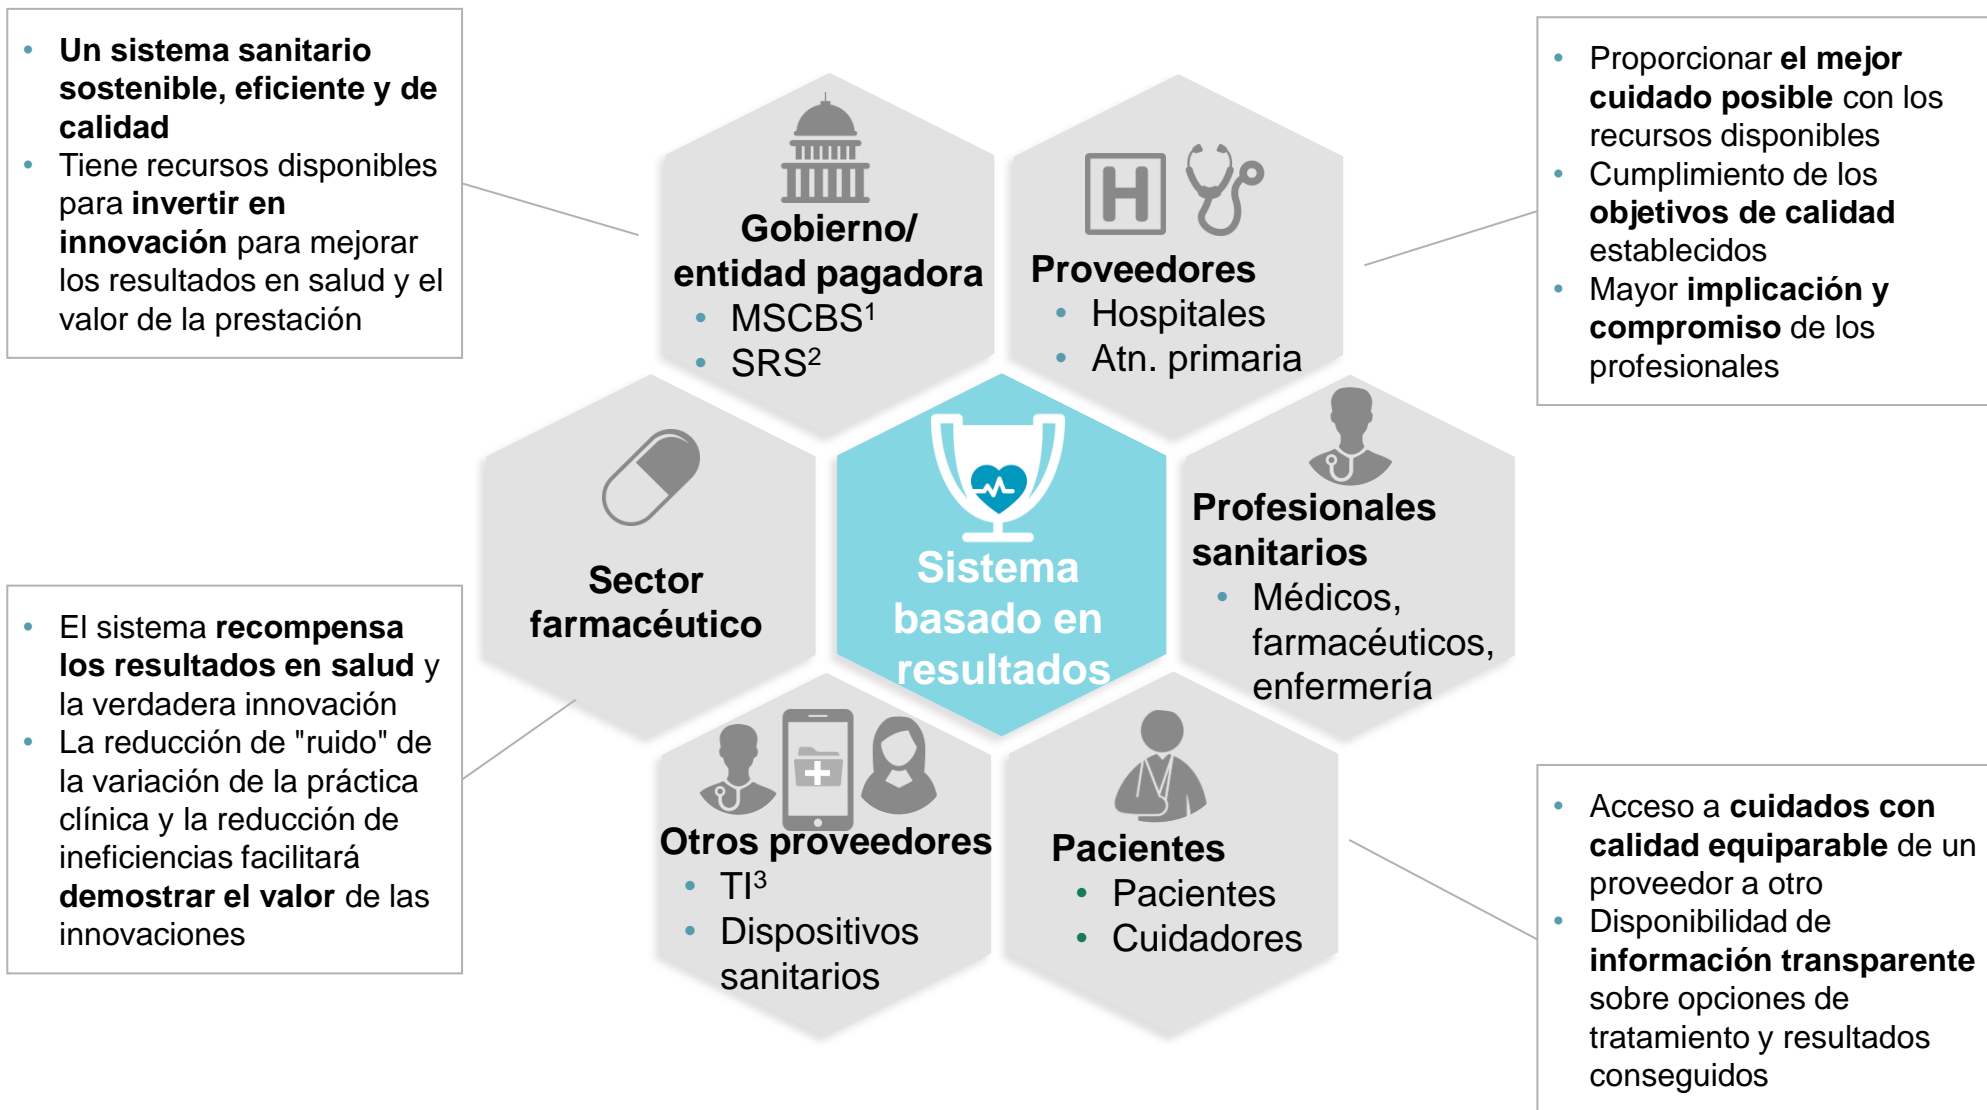 • Un sistema sanitario
sostenible, eficiente y de
calidad
• Tiene recursos disponibles
para invertir en
innovación para mejorar
los resultados en salud y el
valor de la prestación
Gobierno/
entidad pagadora
• MSCBS¹
• SRS²
H
Proveedores
• Hospitales
• Atn. primaria
• Proporcionar el mejor
cuidado posible con los
recursos disponibles
• Cumplimiento de los
objetivos de calidad
establecidos
• Mayor implicación y
compromiso de los
profesionales
Sector
farmacéutico
Sistema
basado en
resultados
Profesionales
sanitarios
• Médicos,
farmacéuticos,
enfermería
• El sistema recompensa
los resultados en salud y
la verdadera innovación
• La reducción de "ruido" de
la variación de la práctica
clínica y la reducción de
ineficiencias facilitará
demostrar el valor de las
innovaciones
Otros proveedores
• TI³
• Dispositivos
sanitarios
Pacientes
• Pacientes
• Cuidadores
• Acceso a cuidados con
calidad equiparable de un
proveedor a otro
• Disponibilidad de
información transparente
sobre opciones de
tratamiento y resultados
conseguidos